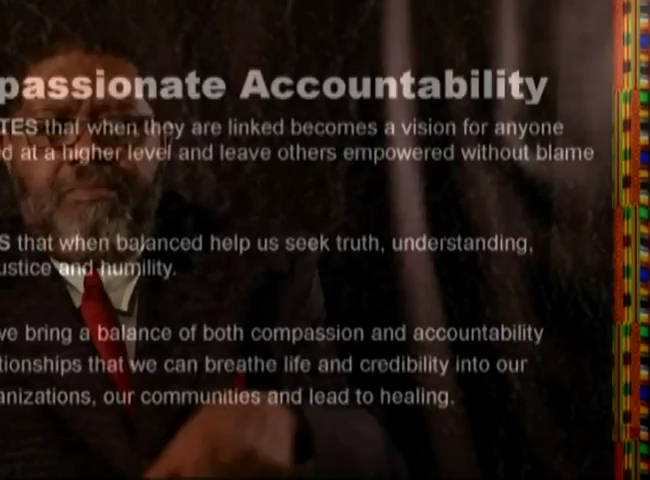 passionate Accountability
TES that when they are linked becomes a vision for anyone
d at a higher level and leave others empowered without blame
S that when balanced help us seek truth, understanding,
ustice and humility.
we bring a balance of both compassion and accountability
tionships that we can breathe life and credibility into our
anizations, our communities and lead to healing.